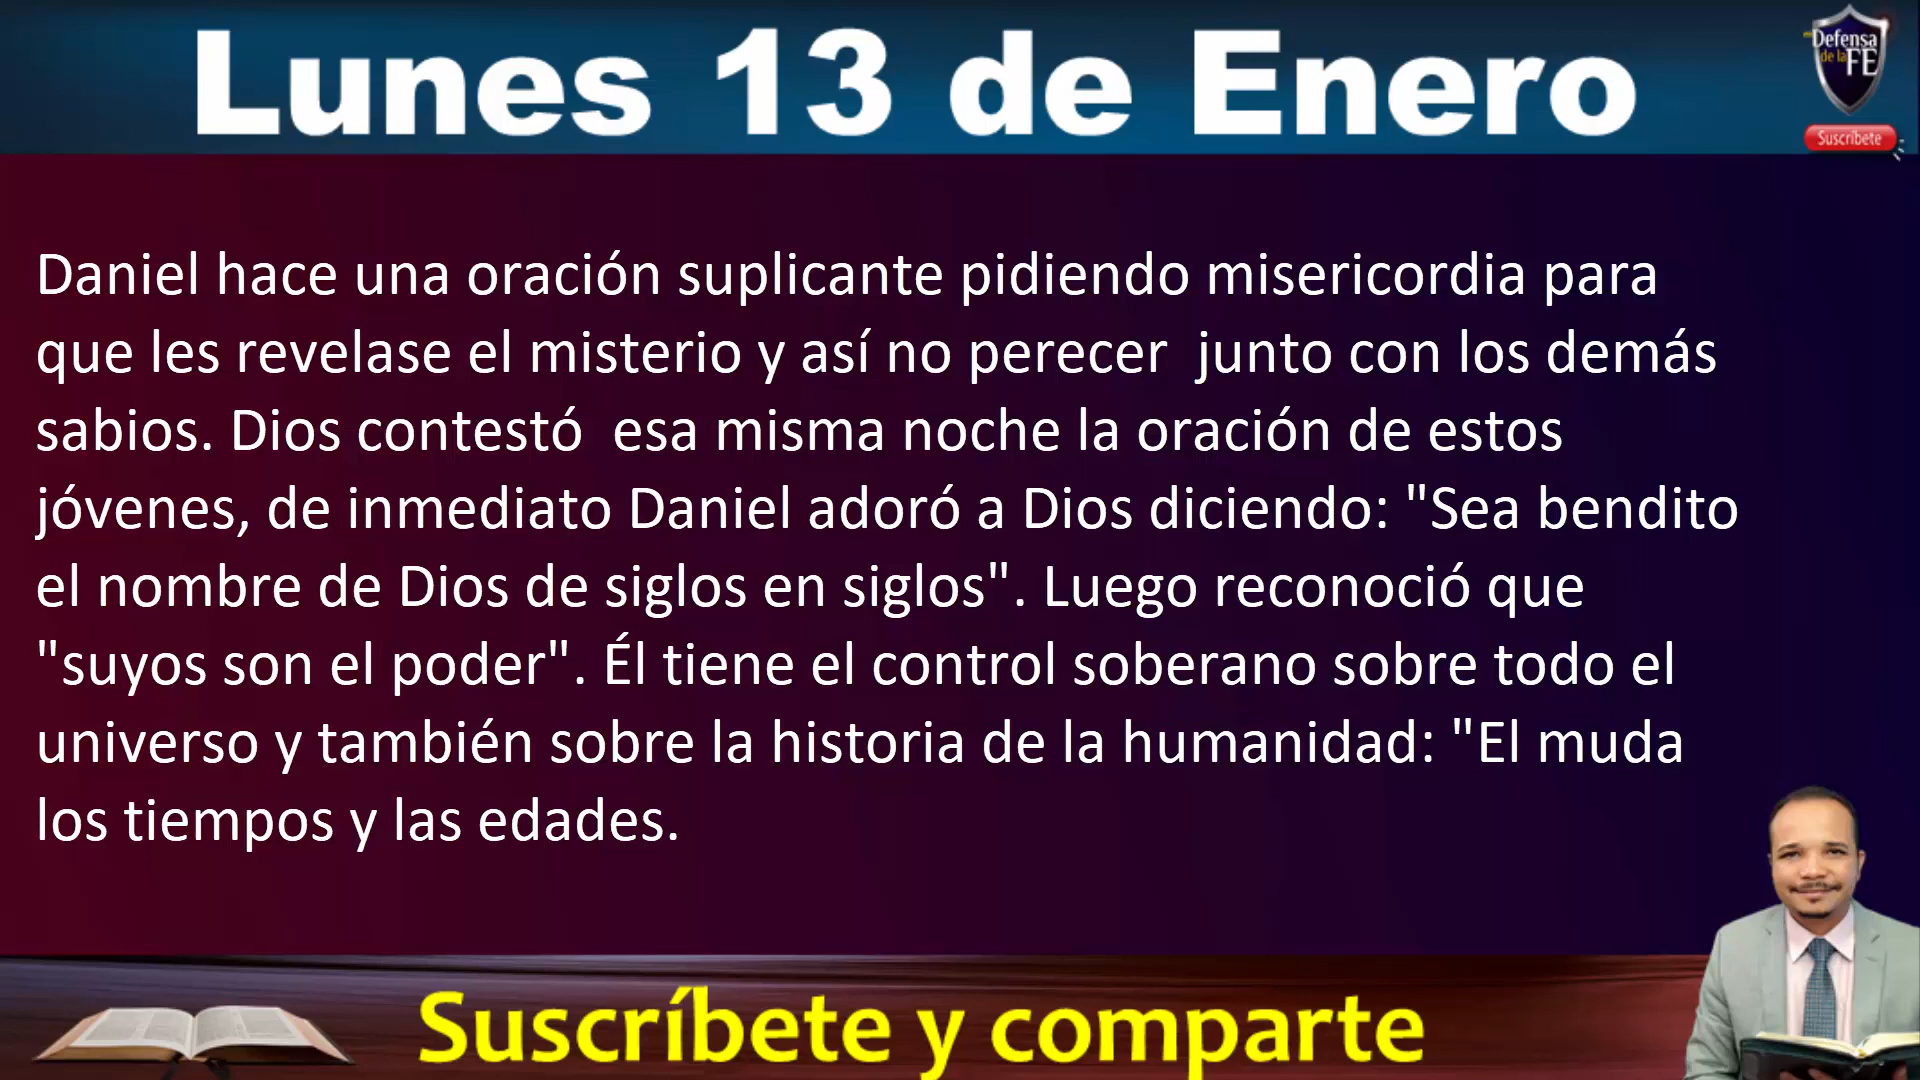 Lunes 13 de Enero
Defensa
de la FE
Suscríbete
Daniel hace una oración suplicante pidiendo misericordia para
que les revelase el misterio y así no perecer  junto con los demás
sabios. Dios contestó  esa misma noche la oración de estos
jóvenes, de inmediato Daniel adoró a Dios diciendo: "Sea bendito
el nombre de Dios de siglos en siglos". Luego reconoció que
"suyos son el poder". Él tiene el control soberano sobre todo el
universo y también sobre la historia de la humanidad: "El muda
los tiempos y las edades.
Suscríbete y comparte